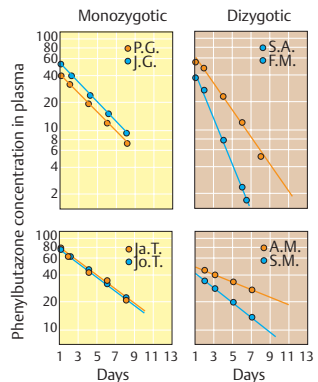 Monozygotic
Dizygotic
Phenylbutazone concentration in plasma
100
80
60
40
20
10
8
6
4
2
P.G.
J.G.
S.A.
F.M.
100
80
60
40
20
10
Ja.T.
Jo.T.
A.M.
S.M.
1 3 5 7 9 11 13
1 3 5 7 9 11 13
Days
Days